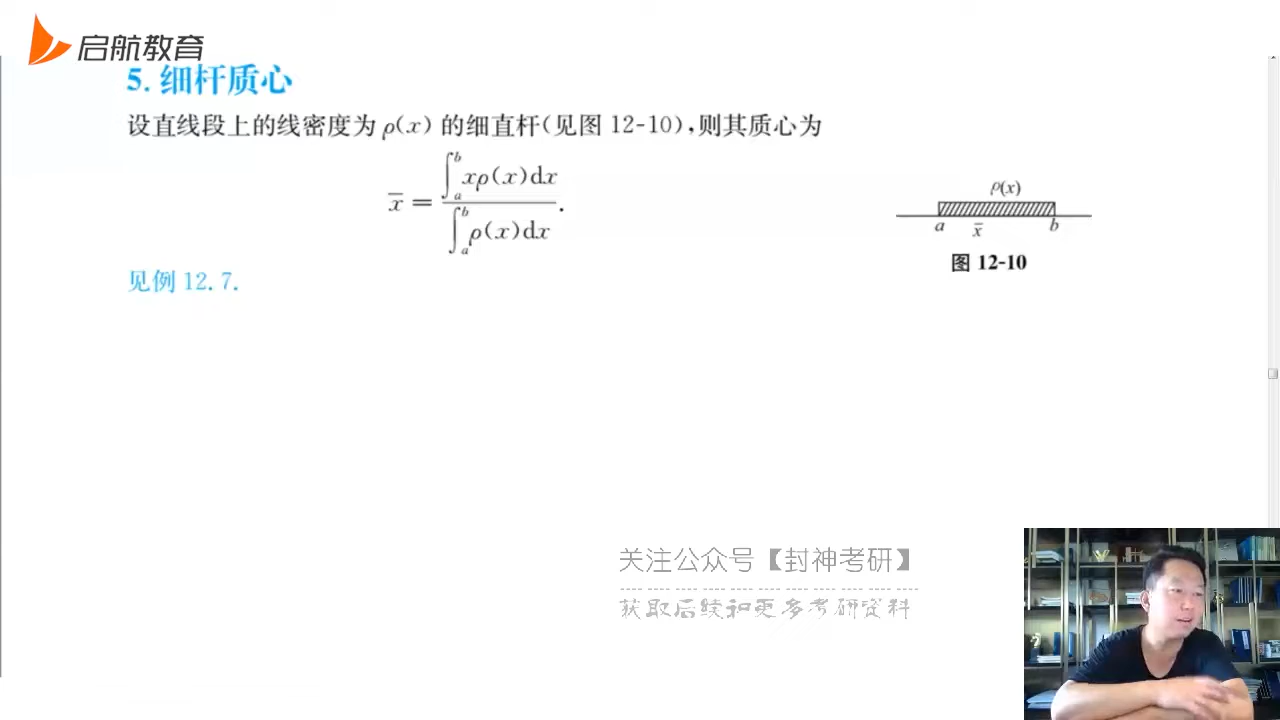 启航教育
5. 细杆质心
设直线段上的线密度为 ρ(x) 的细直杆(见图 12-10),则其质心为
x̄ = ∫ₐᵇ xρ(x)dx / ∫ₐᵇ ρ(x)dx .
ρ(x)
a x̄ b
图 12-10
见例 12.7.
关注公众号【封神考研】
获取后续和更多考研资料